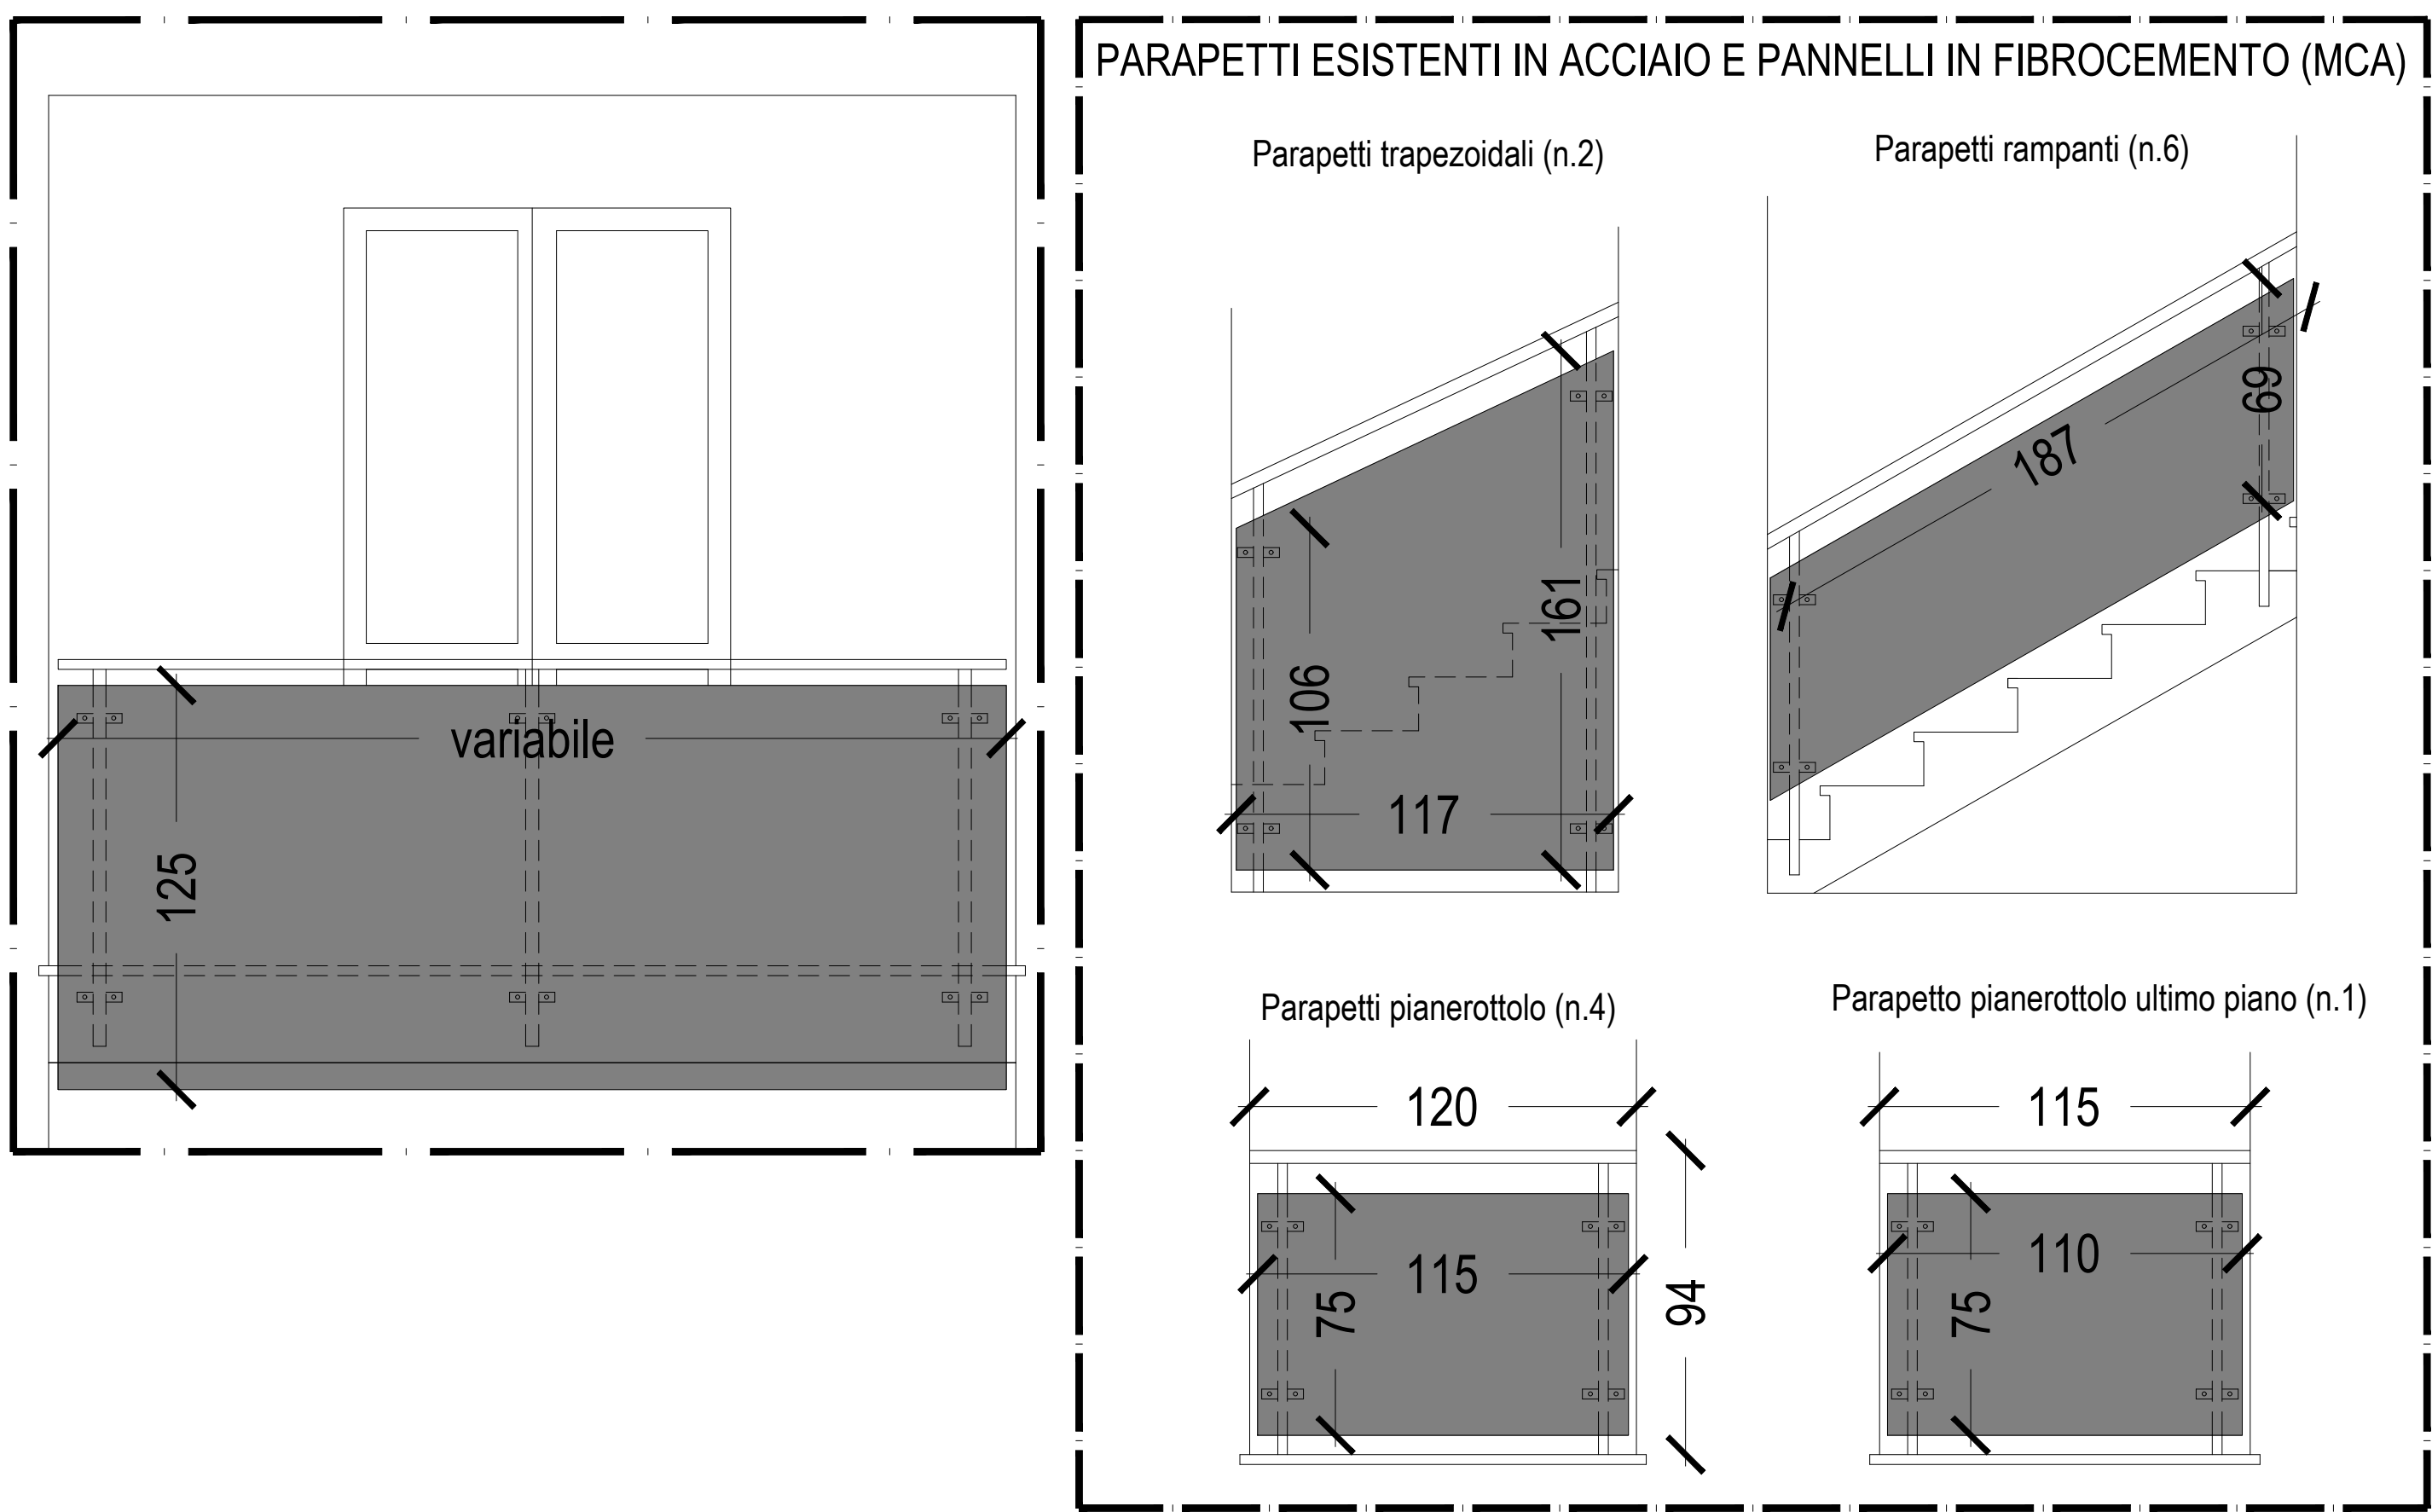 PARAPETTI ESISTENTI IN ACCIAIO E PANNELLI IN FIBROCEMENTO (MCA)
variabile
125
Parapetti trapezoidali (n.2)
106
161
117
Parapetti rampanti (n.6)
187
69
Parapetti pianerottolo (n.4)
120
115
75
94
Parapetto pianerottolo ultimo piano (n.1)
115
110
75